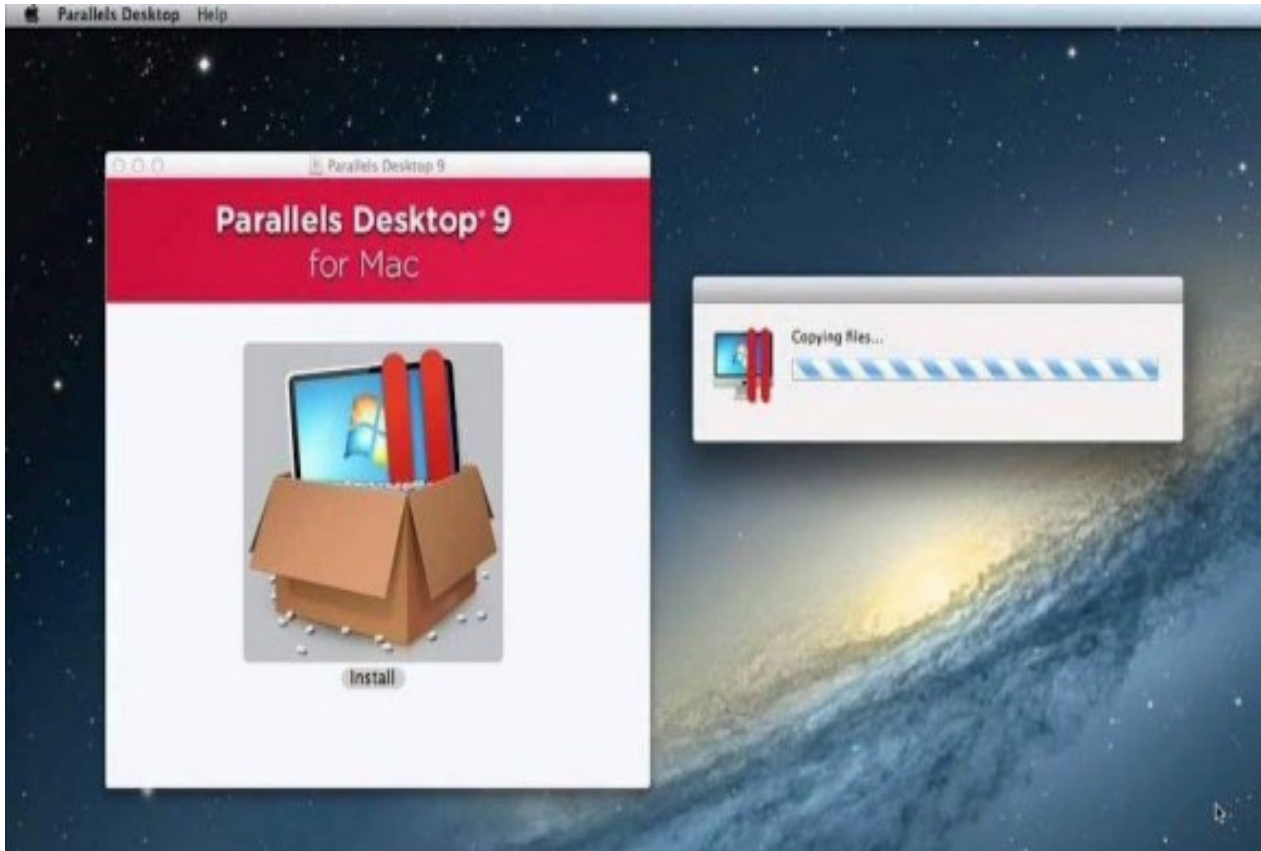 Parallels Desktop Help
Parallels Desktop 9
Parallels Desktop® 9
for Mac
Install
Copying files...